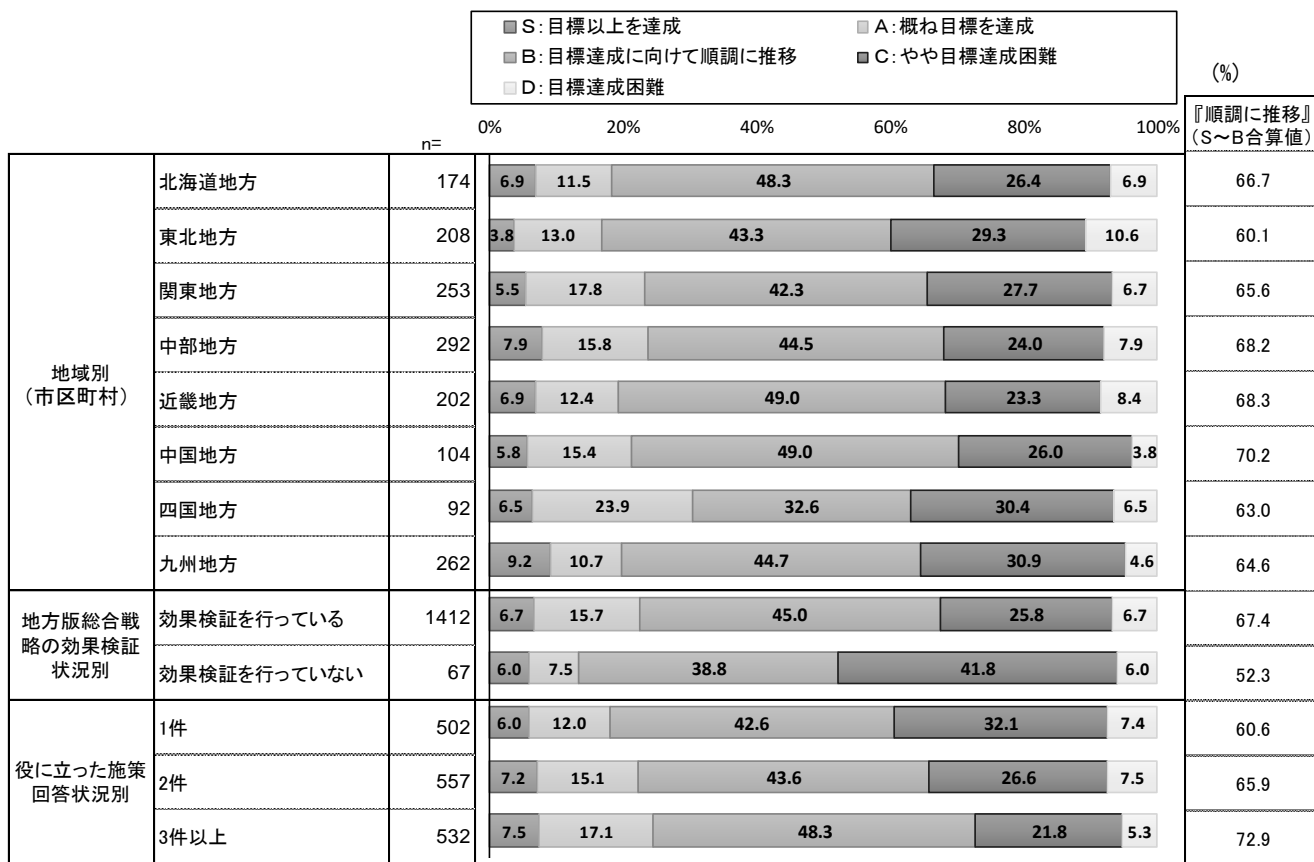 S：目標以上を達成 A：概ね目標を達成
B：目標達成に向けて順調に推移 C：やや目標達成困難
D：目標達成困難
(%)
『順調に推移』
(S～B合算値)
n=
0% 20% 40% 60% 80% 100%
地域別
(市区町村)
北海道地方 174 6.9 11.5 48.3 26.4 6.9 66.7
東北地方 208 3.8 13.0 43.3 29.3 10.6 60.1
関東地方 253 5.5 17.8 42.3 27.7 6.7 65.6
中部地方 292 7.9 15.8 44.5 24.0 7.9 68.2
近畿地方 202 6.9 12.4 49.0 23.3 8.4 68.3
中国地方 104 5.8 15.4 49.0 26.0 3.8 70.2
四国地方 92 6.5 23.9 32.6 30.4 6.5 63.0
九州地方 262 9.2 10.7 44.7 30.9 4.6 64.6
地方版総合戦
略の効果検証
状況別
効果検証を行っている 1412 6.7 15.7 45.0 25.8 6.7 67.4
効果検証を行っていない 67 6.0 7.5 38.8 41.8 6.0 52.3
役に立った施策
回答状況別
1件 502 6.0 12.0 42.6 32.1 7.4 60.6
2件 557 7.2 15.1 43.6 26.6 7.5 65.9
3件以上 532 7.5 17.1 48.3 21.8 5.3 72.9